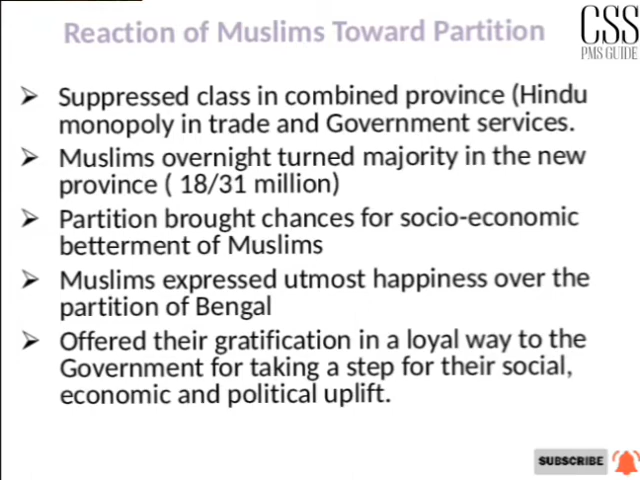 Reaction of Muslims Toward Partition
CSS
PMS GUIDE
➢ Suppressed class in combined province (Hindu
monopoly in trade and Government services.
➢ Muslims overnight turned majority in the new
province ( 18/31 million)
➢ Partition brought chances for socio-economic
betterment of Muslims
➢ Muslims expressed utmost happiness over the
partition of Bengal
➢ Offered their gratification in a loyal way to the
Government for taking a step for their social,
economic and political uplift.
SUBSCRIBE